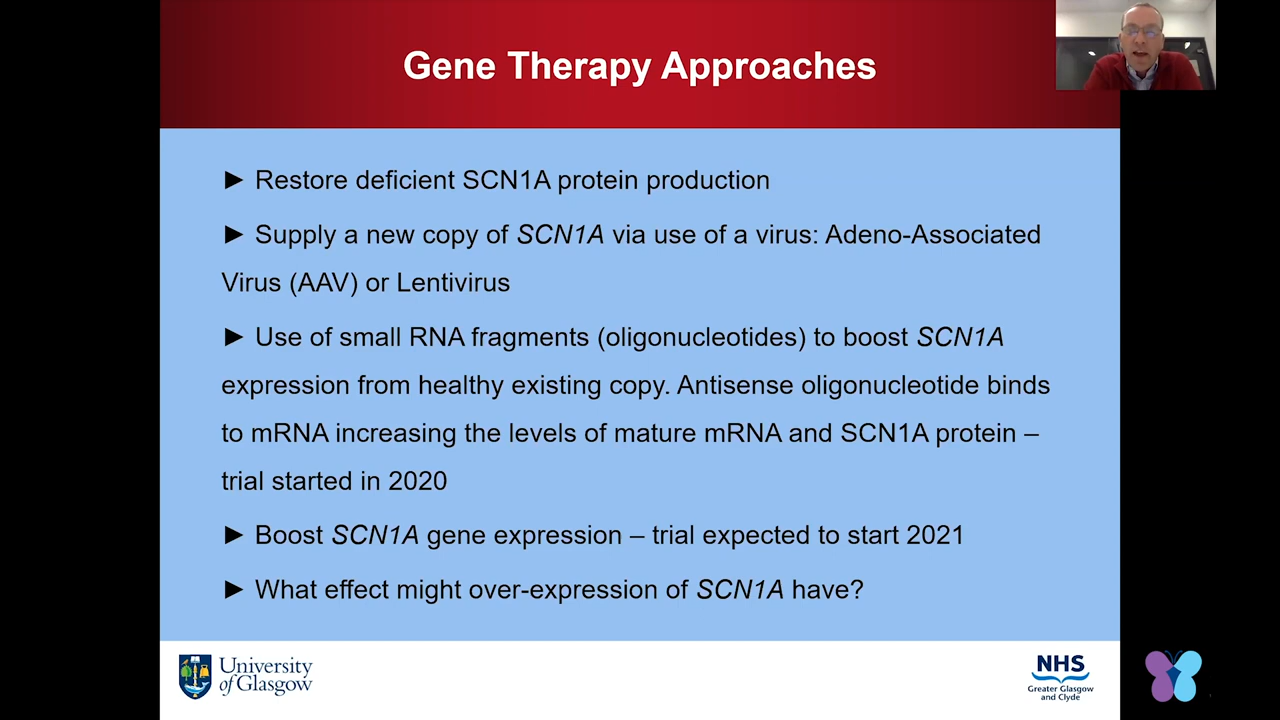 Gene Therapy Approaches
► Restore deficient SCN1A protein production
► Supply a new copy of SCN1A via use of a virus: Adeno-Associated
Virus (AAV) or Lentivirus
► Use of small RNA fragments (oligonucleotides) to boost SCN1A
expression from healthy existing copy. Antisense oligonucleotide binds
to mRNA increasing the levels of mature mRNA and SCN1A protein –
trial started in 2020
► Boost SCN1A gene expression – trial expected to start 2021
► What effect might over-expression of SCN1A have?
University
of Glasgow
NHS
Greater Glasgow
and Clyde